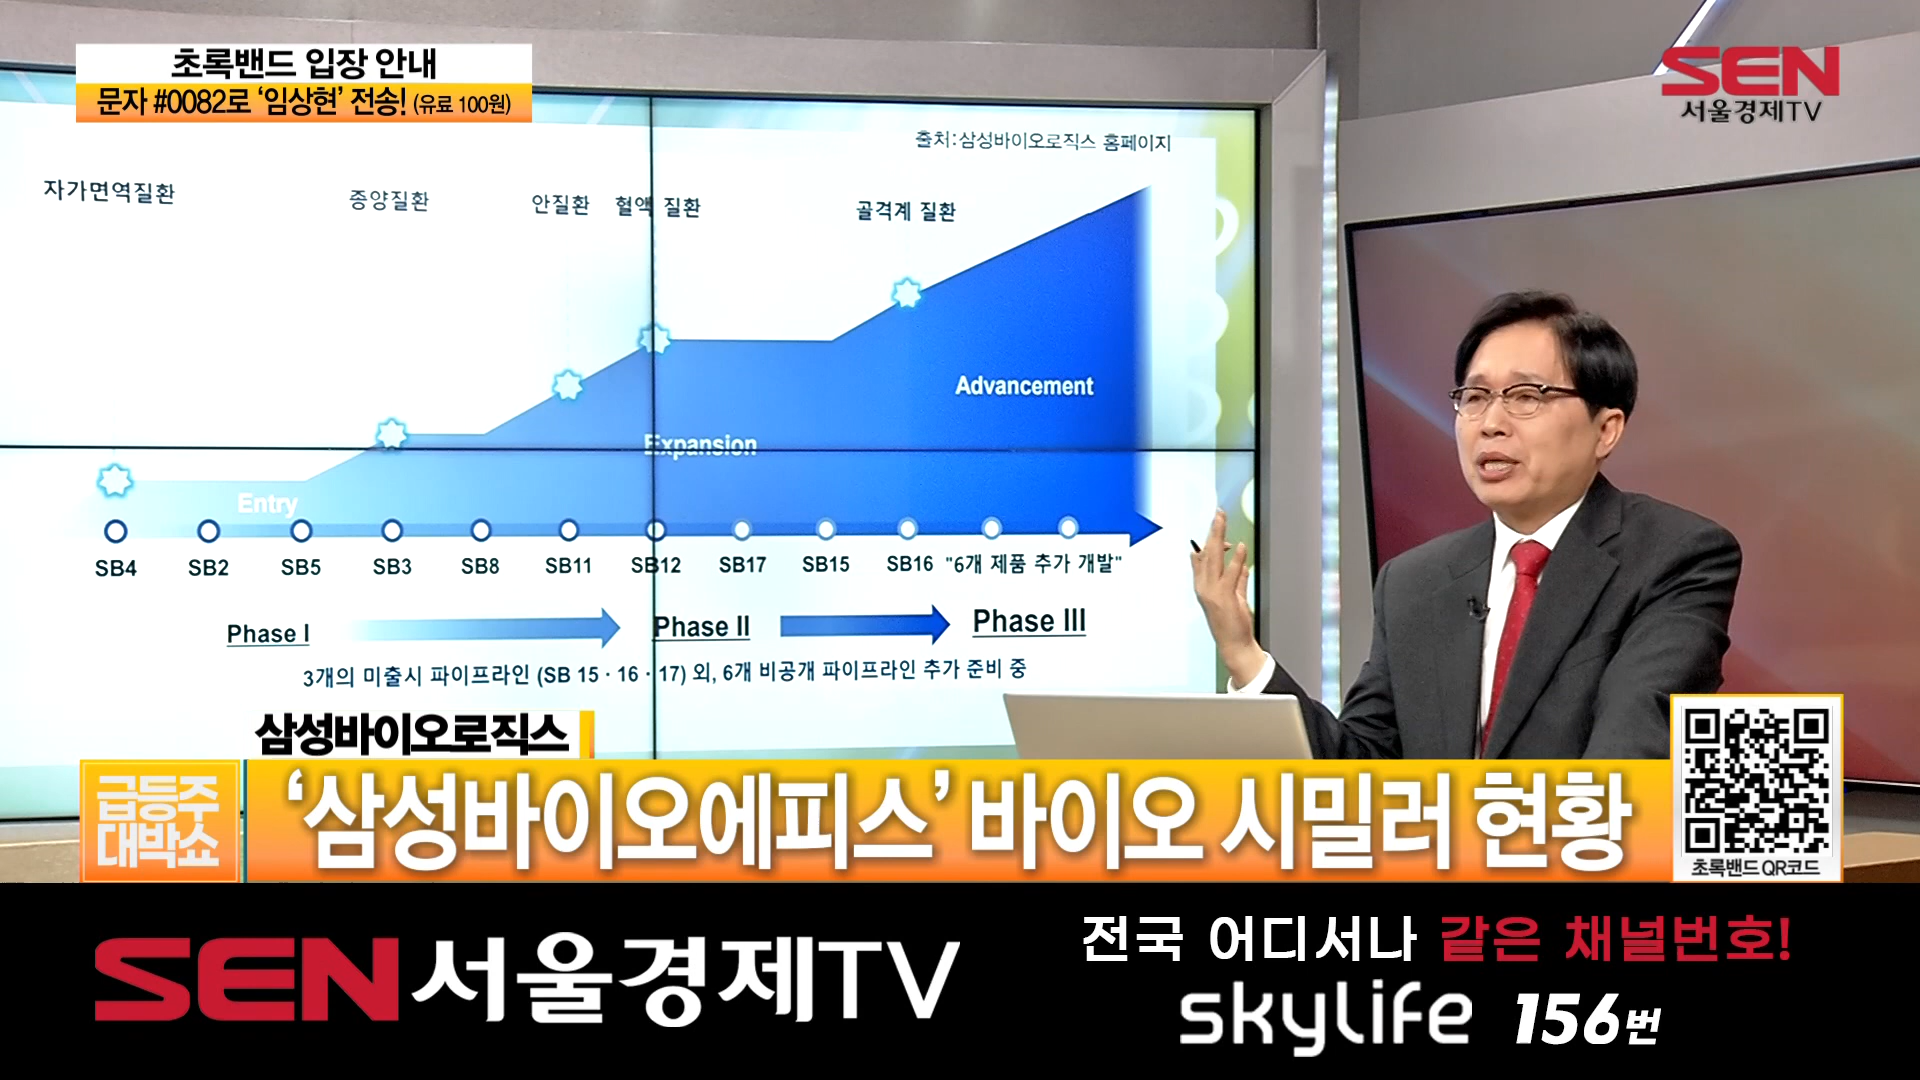 초록밴드 입장 안내
문자 #0082로 ‘임상현’ 전송! (유료 100원)
SEN
서울경제TV
출처:삼성바이오로직스 홈페이지
자가면역질환 종양질환 안질환 혈액 질환 골격계 질환
Advancement
Expansion
Entry
SB4 SB2 SB5 SB3 SB8 SB11 SB12 SB17 SB15 SB16 "6개 제품 추가 개발"
Phase I Phase II Phase III
3개의 미출시 파이프라인 (SB 15 · 16 · 17) 외, 6개 비공개 파이프라인 추가 준비 중
삼성바이오로직스
급등주
대박쇼
‘삼성바이오에피스’ 바이오 시밀러 현황
초록밴드 QR코드
SEN 서울경제TV
전국 어디서나 같은 채널번호!
skylife 156번